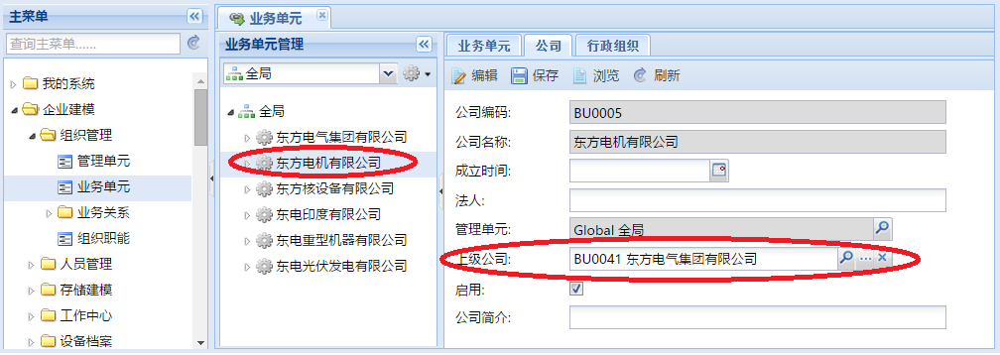 主菜单
查询主菜单......
我的系统
企业建模
组织管理
管理单元
业务单元
业务关系
组织职能
人员管理
存储建模
工作中心
设备档案
业务单元
业务单元管理
全局
全局
东方电气集团有限公司
东方电机有限公司
东方核设备有限公司
东电印度有限公司
东电重型机器有限公司
东电光伏发电有限公司
业务单元 公司 行政组织
编辑 保存 浏览 刷新
公司编码: BU0005
公司名称: 东方电机有限公司
成立时间:
法人:
管理单元: Global 全局
上级公司: BU0041 东方电气集团有限公司
启用:
公司简介: